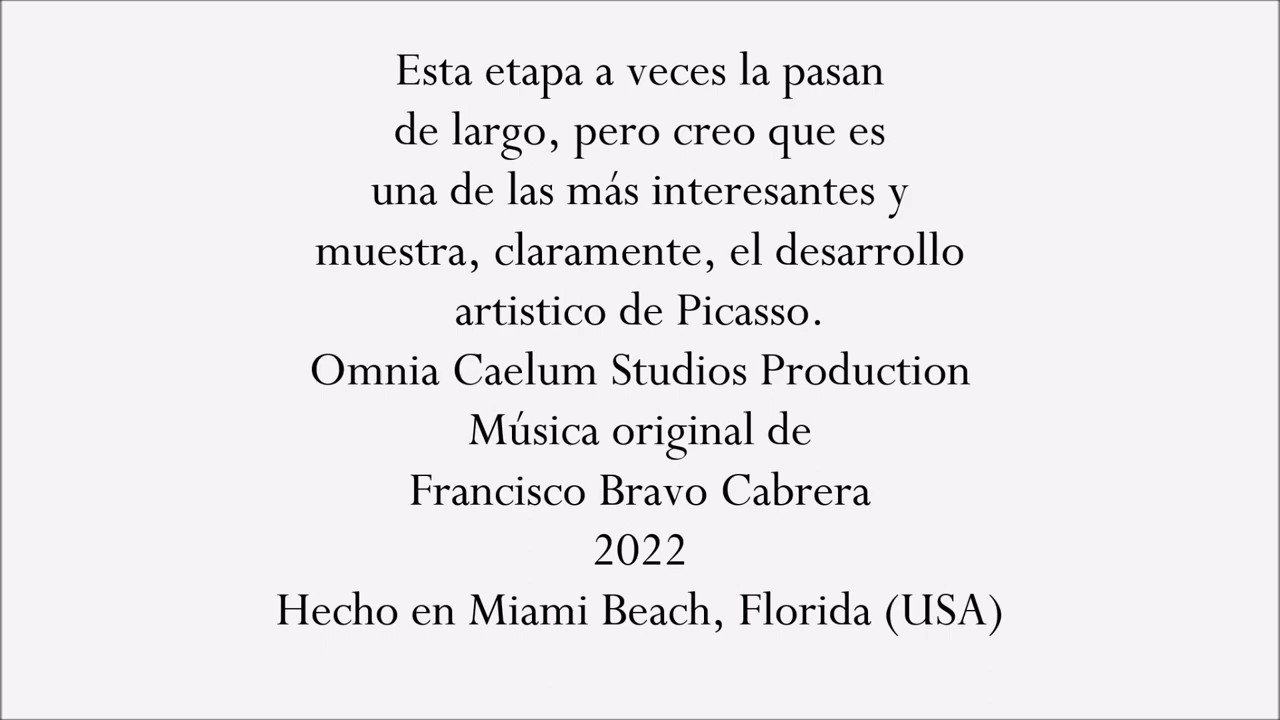 Esta etapa a veces la pasan
de largo, pero creo que es
una de las más interesantes y
muestra, claramente, el desarrollo
artistico de Picasso.
Omnia Caelum Studios Production
Música original de
Francisco Bravo Cabrera
2022
Hecho en Miami Beach, Florida (USA)